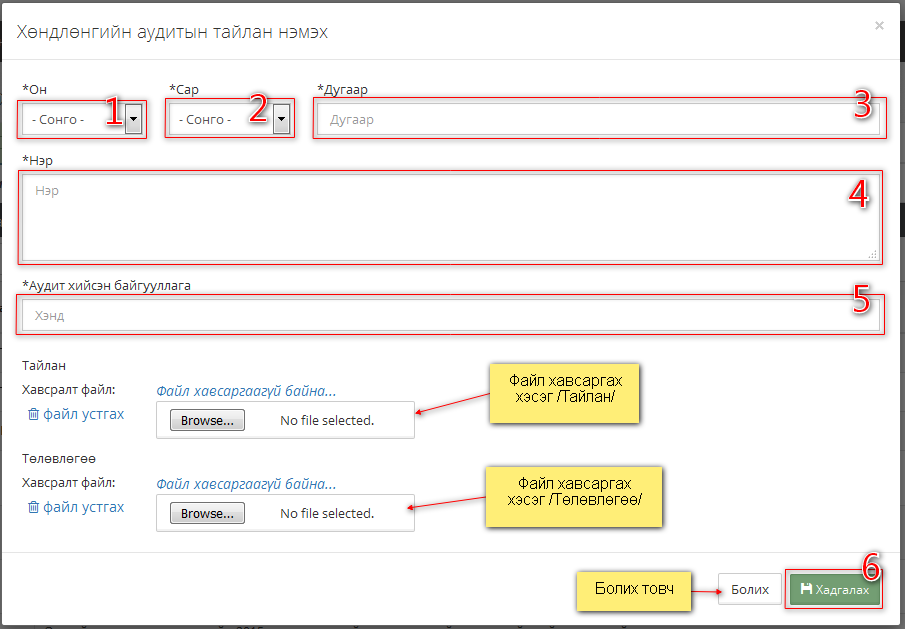 Хөндлөнгийн аудитын тайлан нэмэх
×
*Он *Сар *Дугаар
- Сонго - 1 - Сонго - 2 Дугаар 3
*Нэр
Нэр 4
*Аудит хийсэн байгууллага
Хэнд 5
Тайлан
Хавсралт файл: Файл хавсаргаагүй байна...
файл устгах Browse... No file selected.
Файл хавсаргах
хэсэг /Тайлан/
Төлөвлөгөө
Хавсралт файл: Файл хавсаргаагүй байна...
файл устгах Browse... No file selected.
Файл хавсаргах
хэсэг /Төлөвлөгөө/
Болих товч
Болих Хадгалах 6